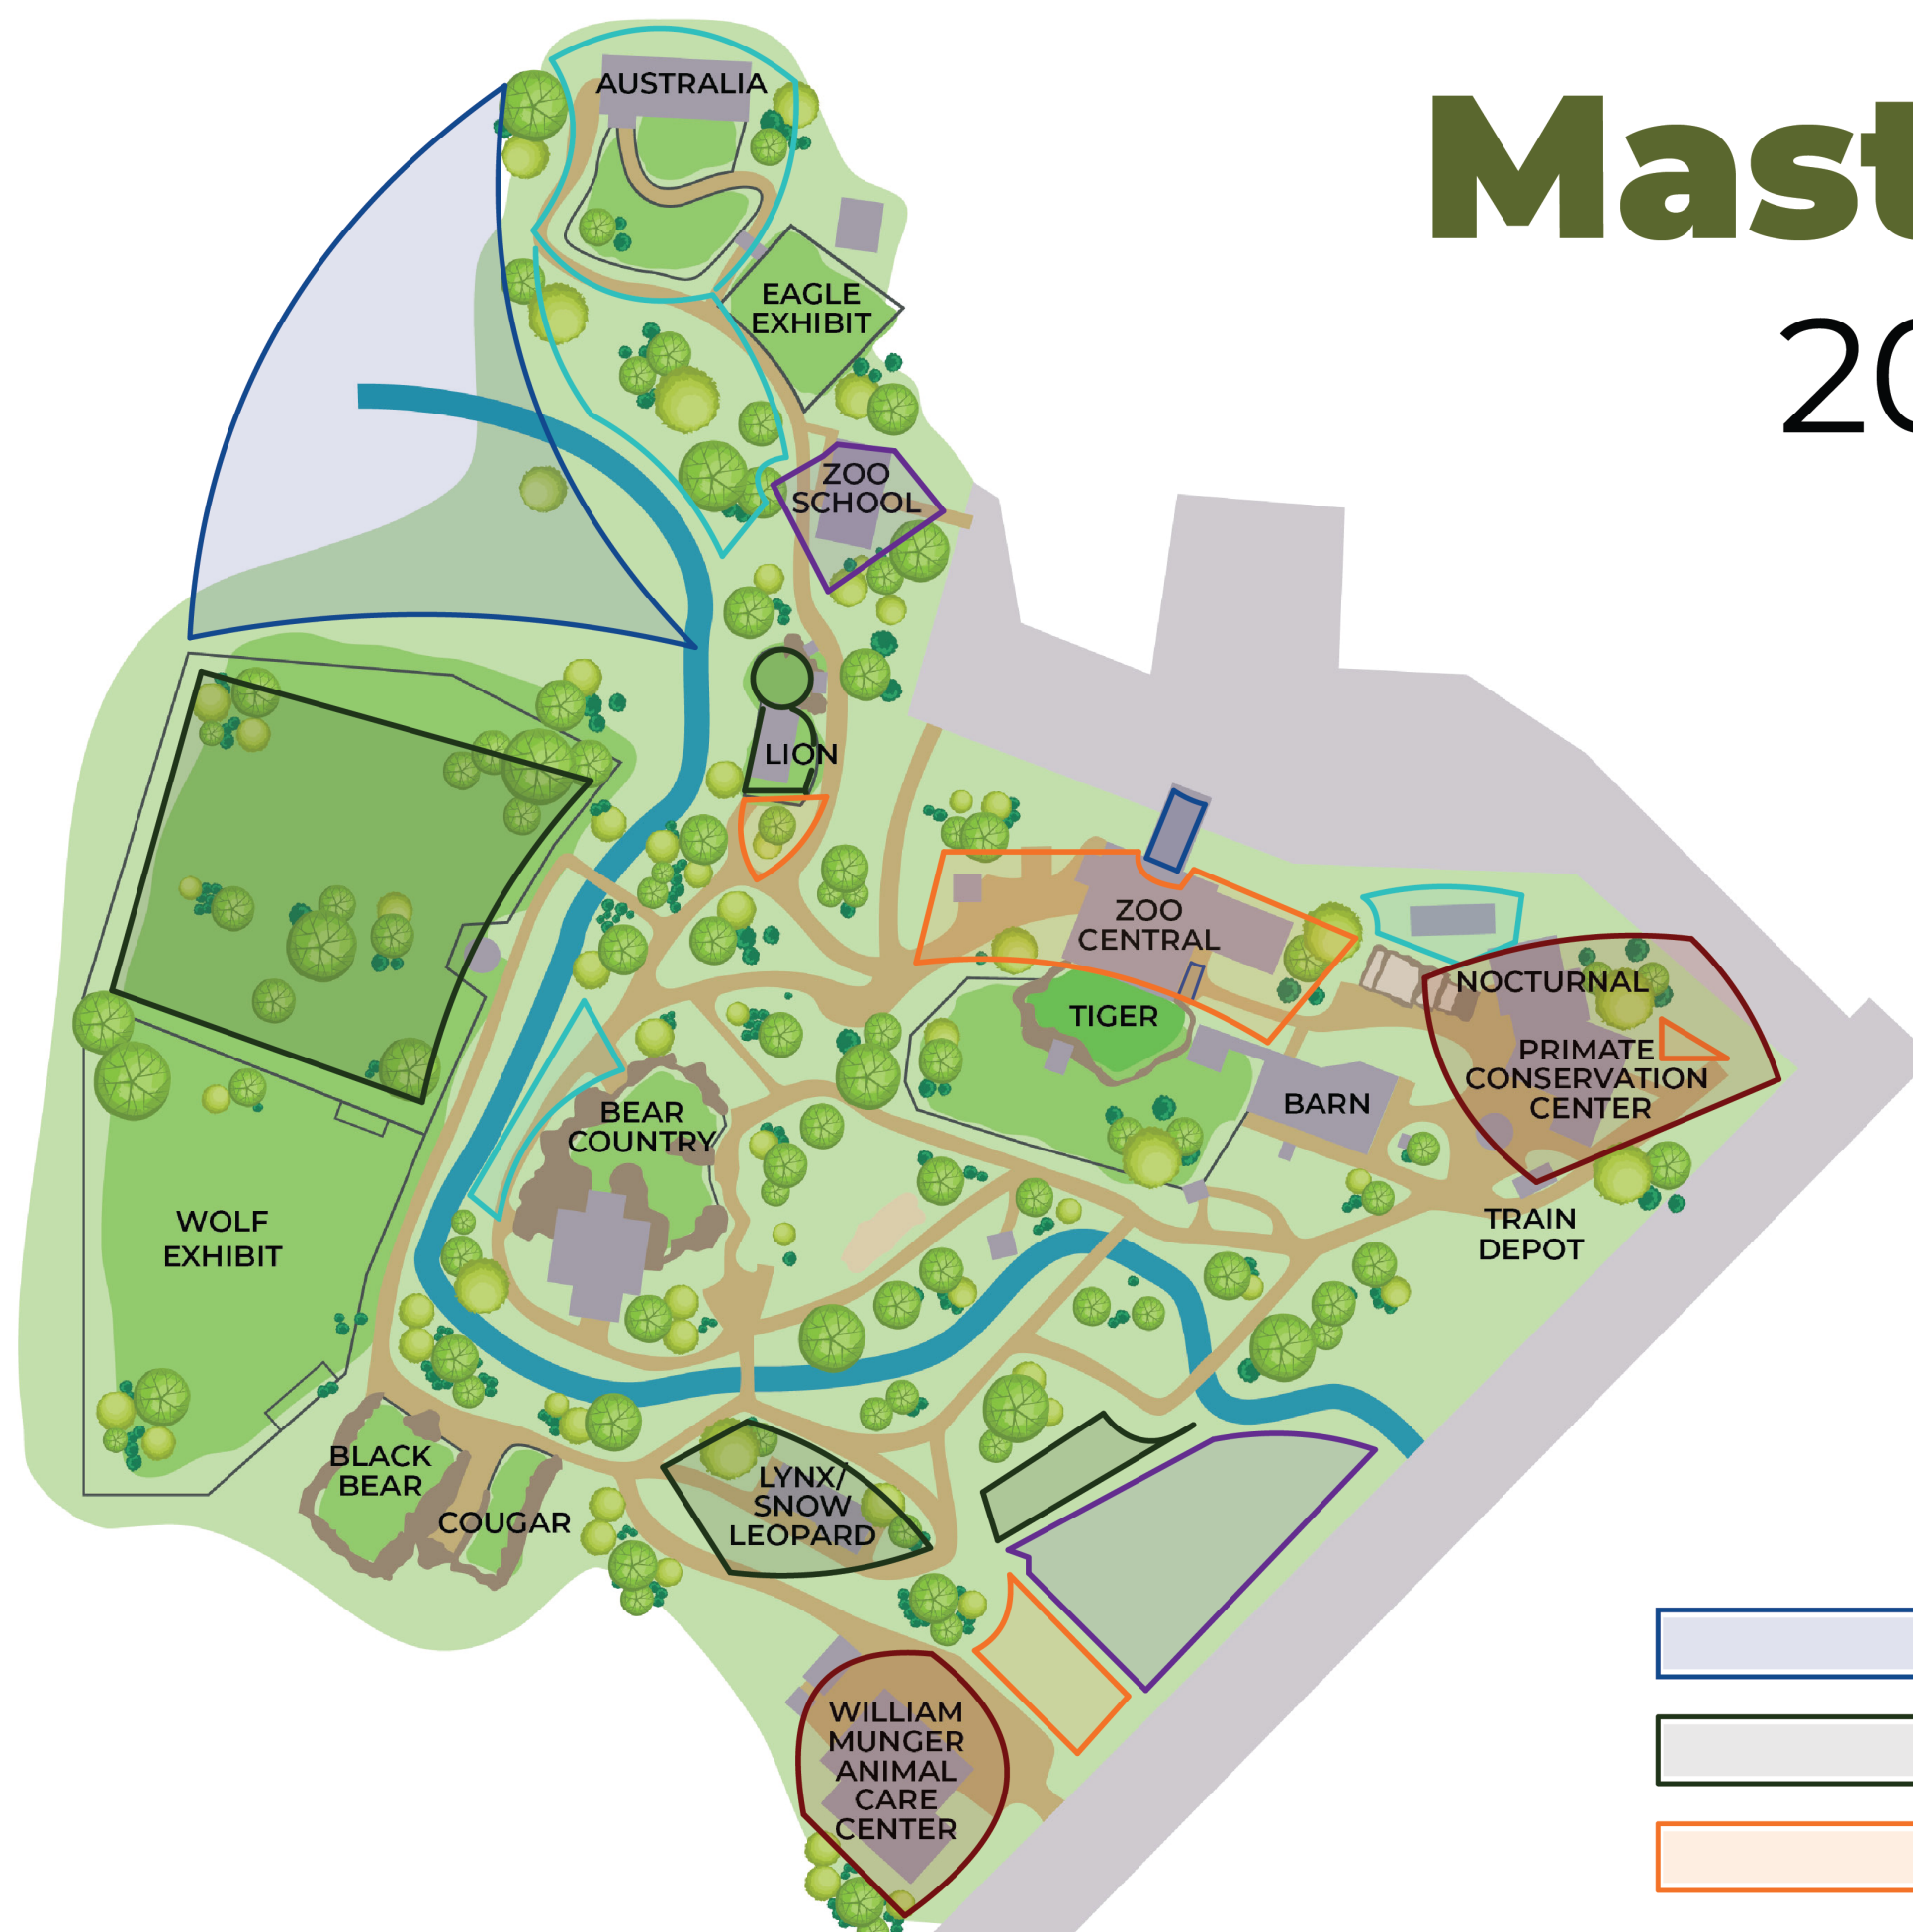 Mast
20
AUSTRALIA
EAGLE
EXHIBIT
ZOO
SCHOOL
LION
ZOO
CENTRAL
TIGER
NOCTURNAL
PRIMATE
CONSERVATION
CENTER
BARN
BEAR
COUNTRY
WOLF
EXHIBIT
TRAIN
DEPOT
BLACK
BEAR
COUGAR
LYNX/
SNOW
LEOPARD
WILLIAM
MUNGER
ANIMAL
CARE
CENTER